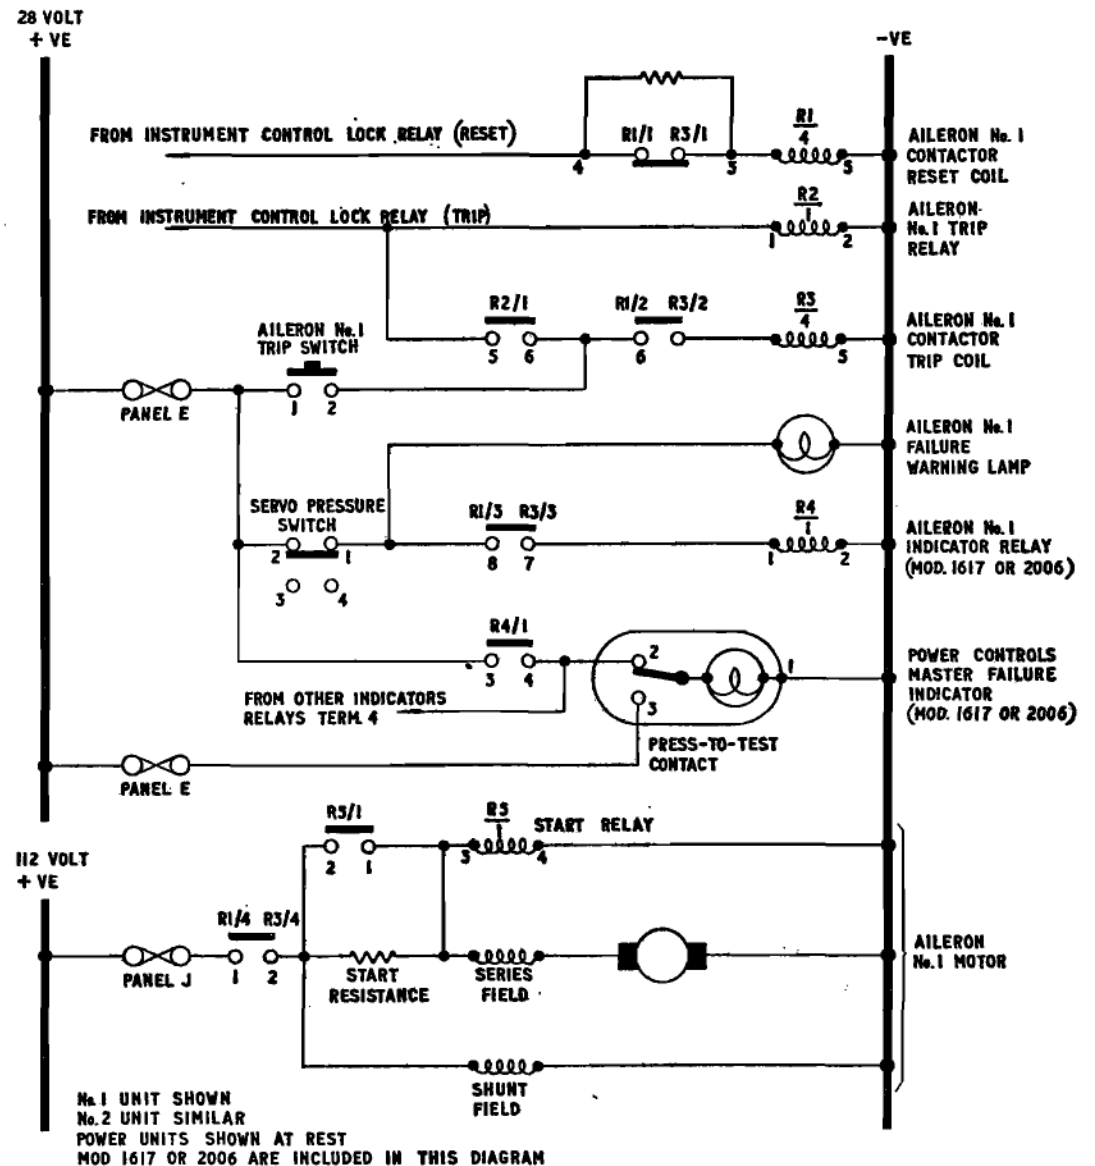 28 VOLT
+ VE
-VE
FROM INSTRUMENT CONTROL LOCK RELAY (RESET)
4
R1/1 R3/1
5
R1
4
5
AILERON No. 1
CONTACTOR
RESET COIL
FROM INSTRUMENT CONTROL LOCK RELAY (TRIP)
R2
1
1
2
AILERON
No. 1 TRIP
RELAY
AILERON No. 1
TRIP SWITCH
1
2
R2/1
5
6
R1/2 R3/2
6
R3
4
5
AILERON No. 1
CONTACTOR
TRIP COIL
PANEL E
AILERON No. 1
FAILURE
WARNING LAMP
SERVO PRESSURE
SWITCH
2
1
3
4
R1/3 R3/3
8
7
R4
1
1
2
AILERON No. 1
INDICATOR RELAY
(MOD. 1617 OR 2006)
R4/1
3
4
FROM OTHER INDICATORS
RELAYS TERM. 4
2
3
1
PRESS-TO-TEST
CONTACT
POWER CONTROLS
MASTER FAILURE
INDICATOR
(MOD. 1617 OR 2006)
PANEL E
112 VOLT
+ VE
R5/1
2
1
R5
1
START RELAY
3
4
R1/4 R3/4
1
2
PANEL J
START
RESISTANCE
SERIES
FIELD
AILERON
No. 1 MOTOR
SHUNT
FIELD
No. 1 UNIT SHOWN
No. 2 UNIT SIMILAR
POWER UNITS SHOWN AT REST
MOD 1617 OR 2006 ARE INCLUDED IN THIS DIAGRAM